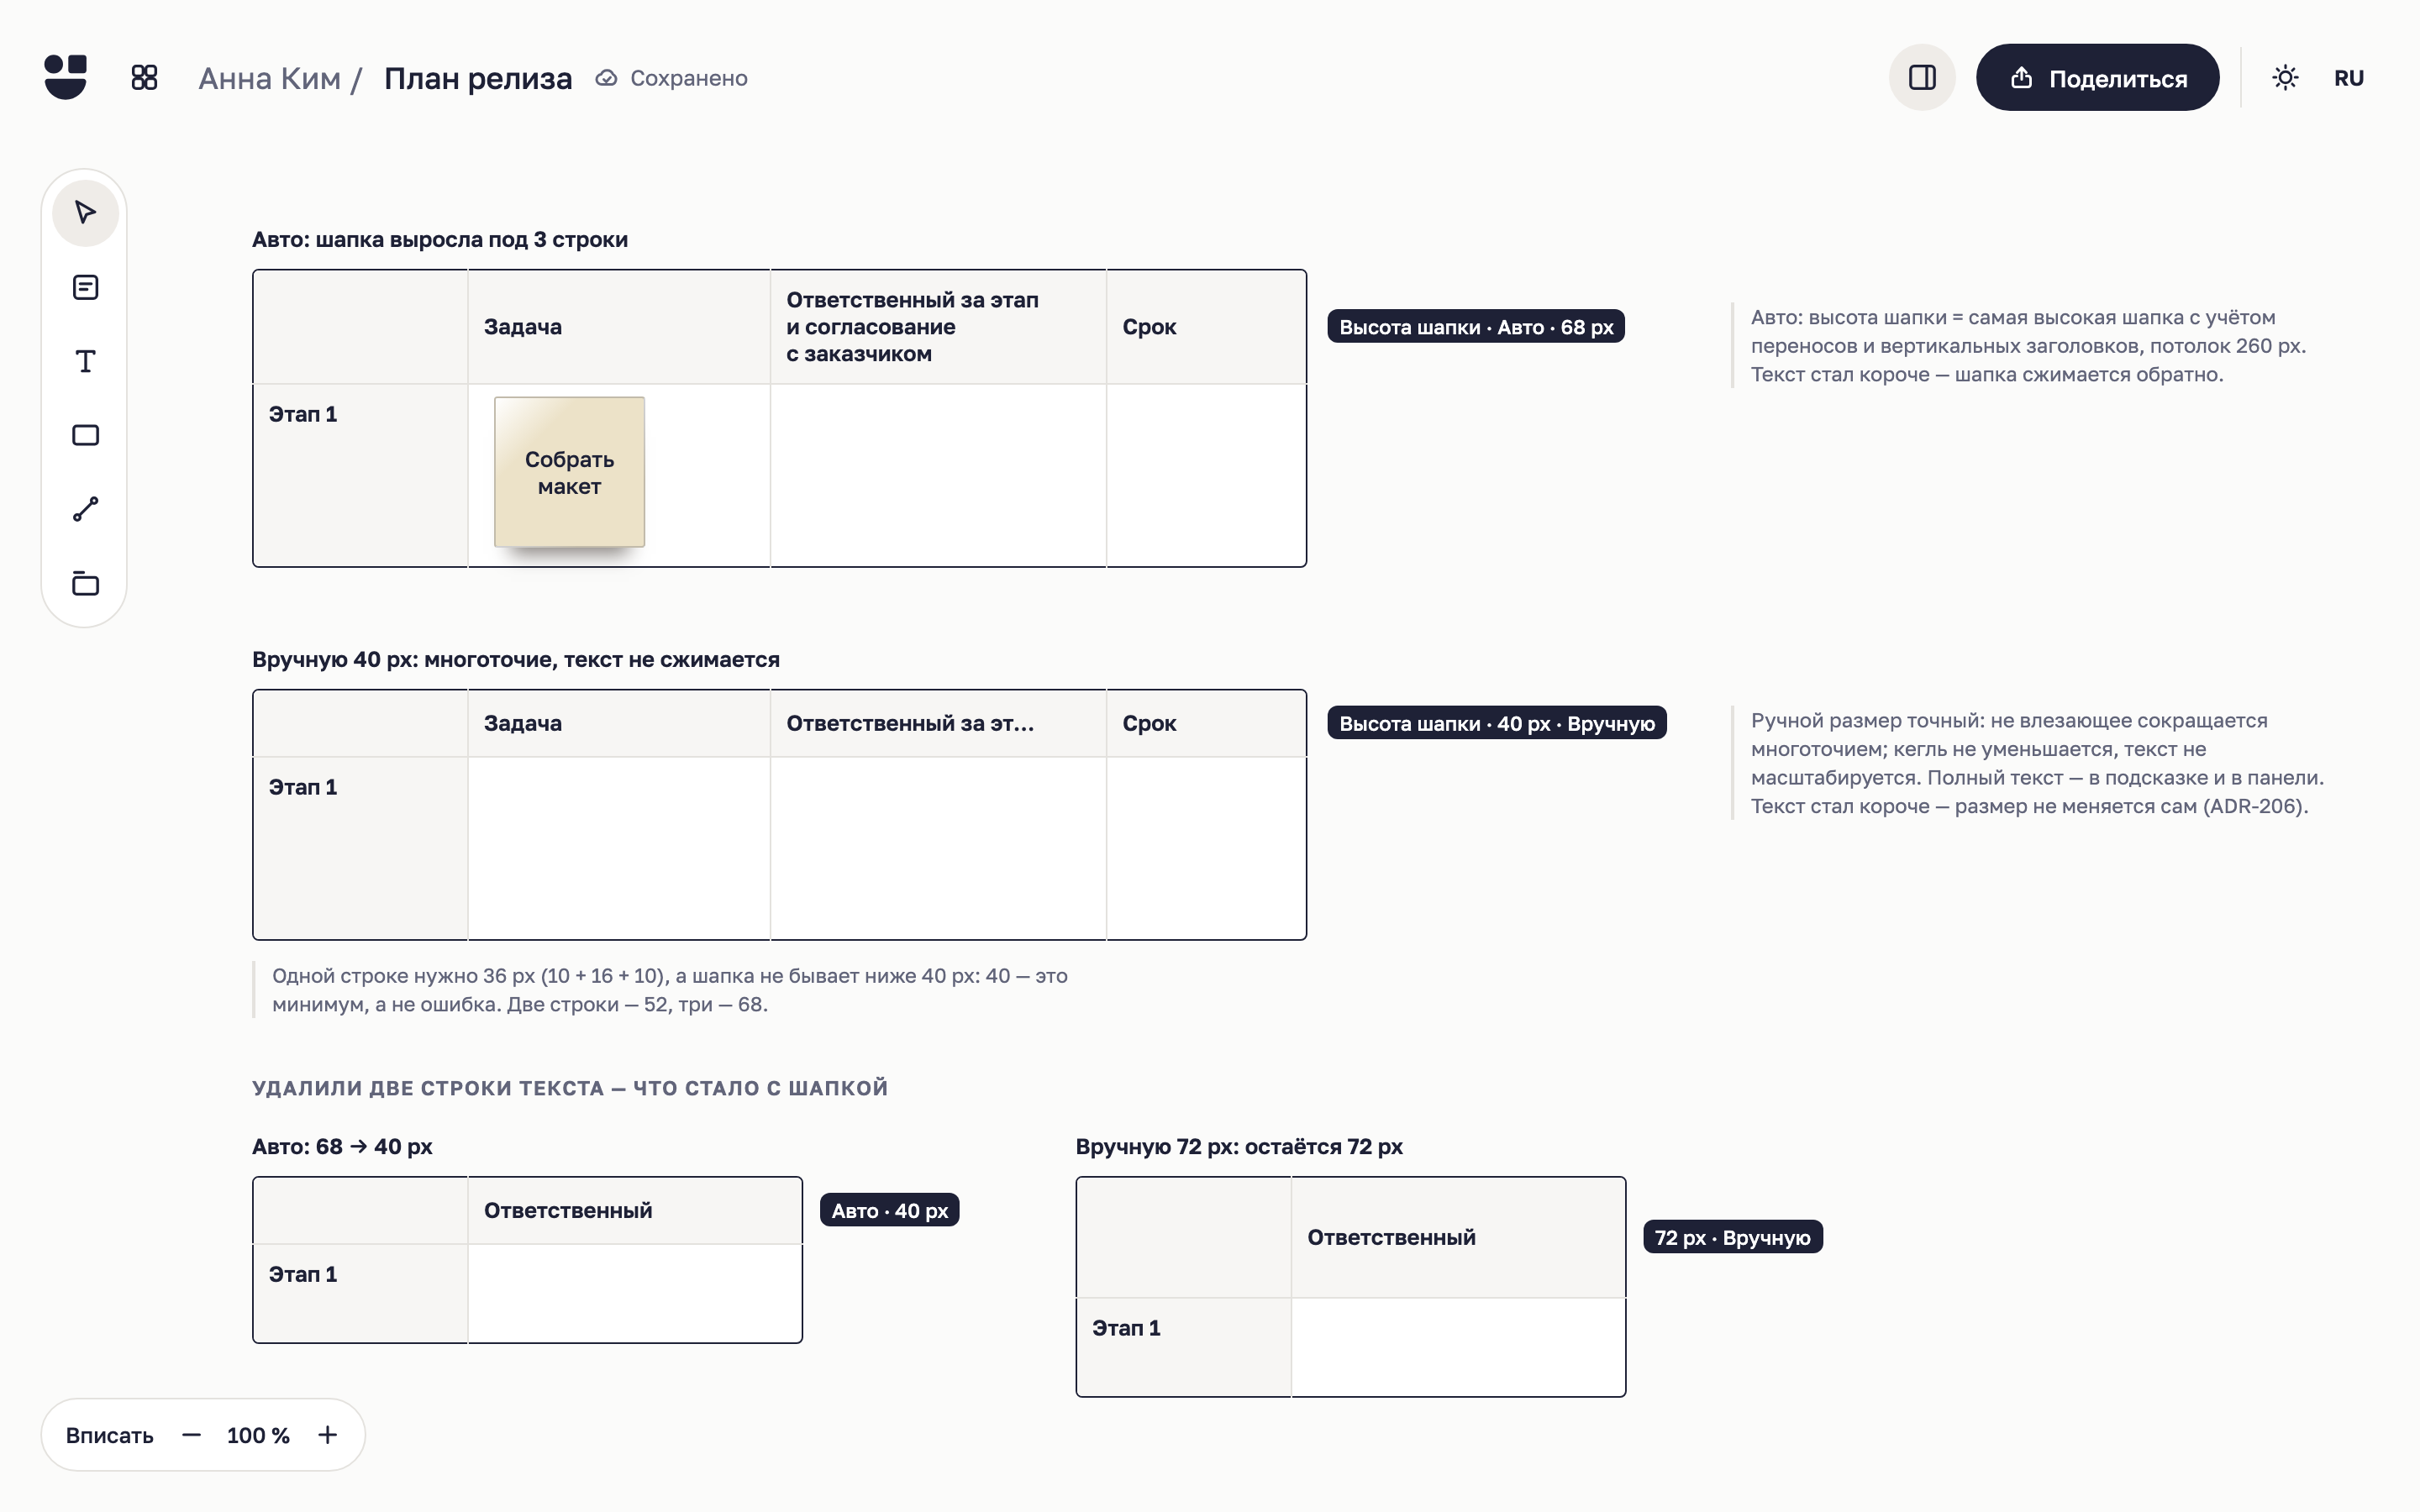 Анна Ким / План релиза Сохранено
Поделиться RU
Авто: шапка выросла под 3 строки
Задача
Ответственный за этап
и согласование
с заказчиком
Срок
Высота шапки · Авто · 68 px
Авто: высота шапки = самая высокая шапка с учётом
переносов и вертикальных заголовков, потолок 260 px.
Текст стал короче — шапка сжимается обратно.
Этап 1
Собрать
макет
Вручную 40 px: многоточие, текст не сжимается
Задача
Ответственный за эт…
Срок
Высота шапки · 40 px · Вручную
Ручной размер точный: не влезающее сокращается
многоточием; кегль не уменьшается, текст не
масштабируется. Полный текст — в подсказке и в панели.
Текст стал короче — размер не меняется сам (ADR-206).
Этап 1
Одной строке нужно 36 px (10 + 16 + 10), а шапка не бывает ниже 40 px: 40 — это
минимум, а не ошибка. Две строки — 52, три — 68.
УДАЛИЛИ ДВЕ СТРОКИ ТЕКСТА — ЧТО СТАЛО С ШАПКОЙ
Авто: 68 → 40 px
Ответственный
Авто · 40 px
Этап 1
Вручную 72 px: остаётся 72 px
Ответственный
72 px · Вручную
Этап 1
Вписать — 100 % +